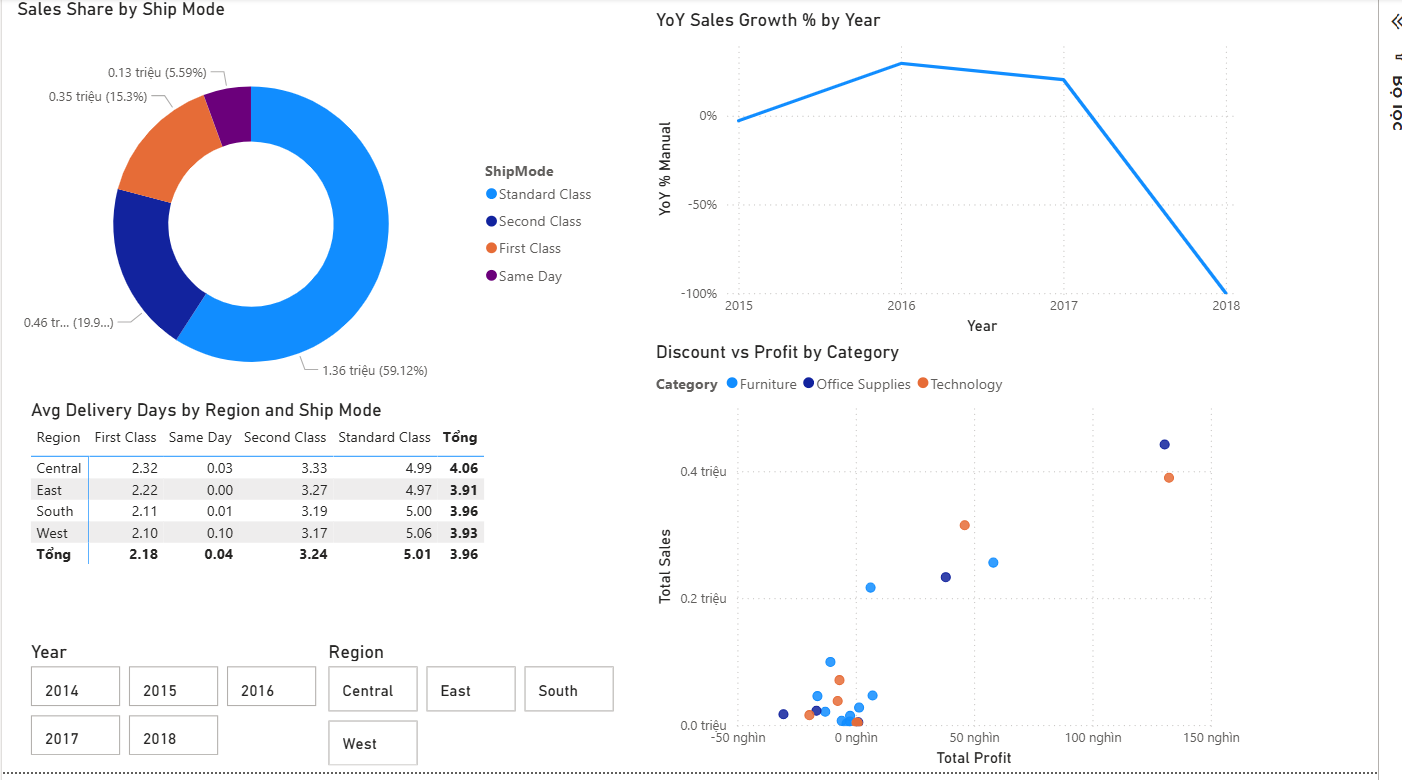 Sales Share by Ship Mode
0.13 triệu (5.59%)
0.35 triệu (15.3%)
0.46 tr... (19.9...)
1.36 triệu (59.12%)
ShipMode
Standard Class
Second Class
First Class
Same Day
YoY Sales Growth % by Year
YoY % Manual
0%
-50%
-100%
2015 2016 2017 2018
Year
Avg Delivery Days by Region and Ship Mode
Region First Class Same Day Second Class Standard Class Tổng
Central 2.32 0.03 3.33 4.99 4.06
East 2.22 0.00 3.27 4.97 3.91
South 2.11 0.01 3.19 5.00 3.96
West 2.10 0.10 3.17 5.06 3.93
Tổng 2.18 0.04 3.24 5.01 3.96
Discount vs Profit by Category
Category Furniture Office Supplies Technology
Total Sales
0.4 triệu
0.2 triệu
0.0 triệu
-50 nghìn 0 nghìn 50 nghìn 100 nghìn 150 nghìn
Total Profit
Year
2014 2015 2016
2017 2018
Region
Central East South
West
Bộ lọc